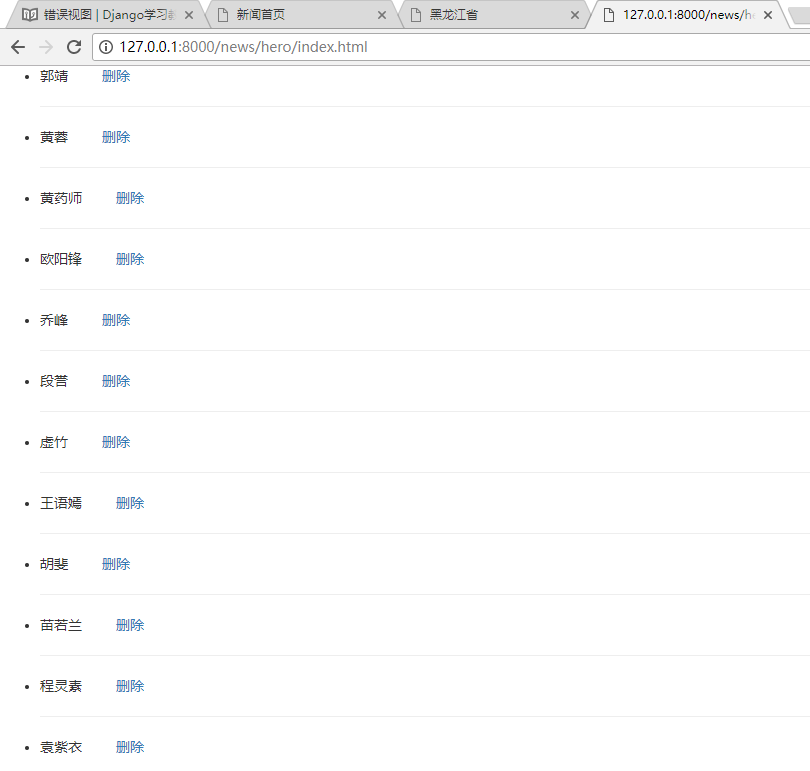 错误视图 | Django学习教
新闻首页
黑龙江省
127.0.0.1:8000/news/he
127.0.0.1:8000/news/hero/index.html
郭靖 删除
黄蓉 删除
黄药师 删除
欧阳锋 删除
乔峰 删除
段誉 删除
虚竹 删除
王语嫣 删除
胡斐 删除
苗若兰 删除
程灵素 删除
袁紫衣 删除